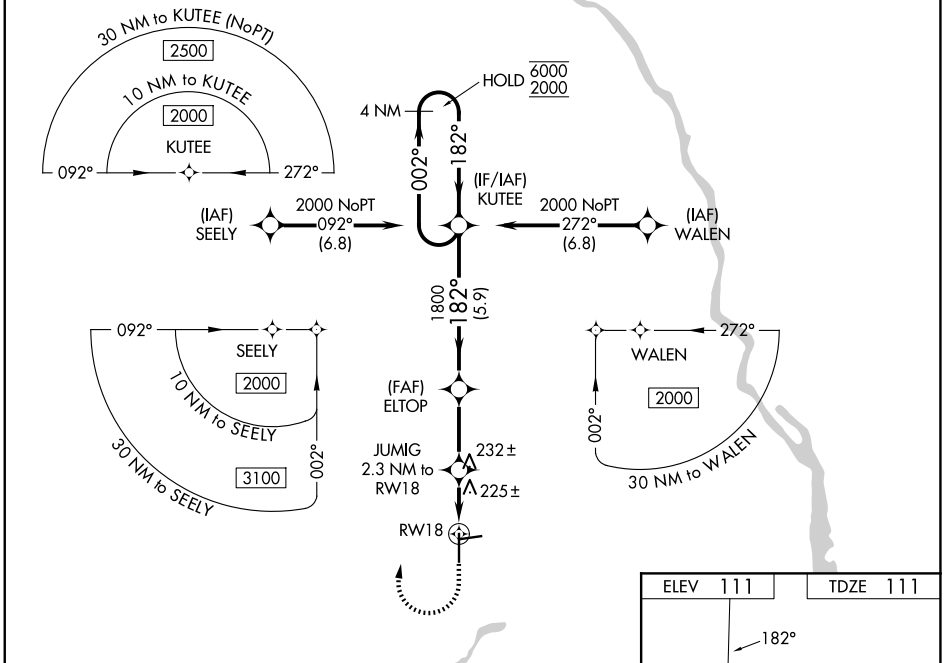 30 NM to KUTEE (NoPT)
2500
10 NM to KUTEE
2000
KUTEE
092°
272°
HOLD 6000
2000
4 NM
002°
182°
(IF/IAF)
KUTEE
(IAF)
SEELY
2000 NoPT
092°
(6.8)
2000 NoPT
272°
(6.8)
(IAF)
WALEN
1800
182°
(5.9)
092°
SEELY
2000
10 NM to SEELY
002°
3100
30 NM to SEELY
272°
WALEN
2000
002°
30 NM to WALEN
(FAF)
ELTOP
JUMIG
2.3 NM to
RW18
232±
225±
RW18
ELEV 111
TDZE 111
182°